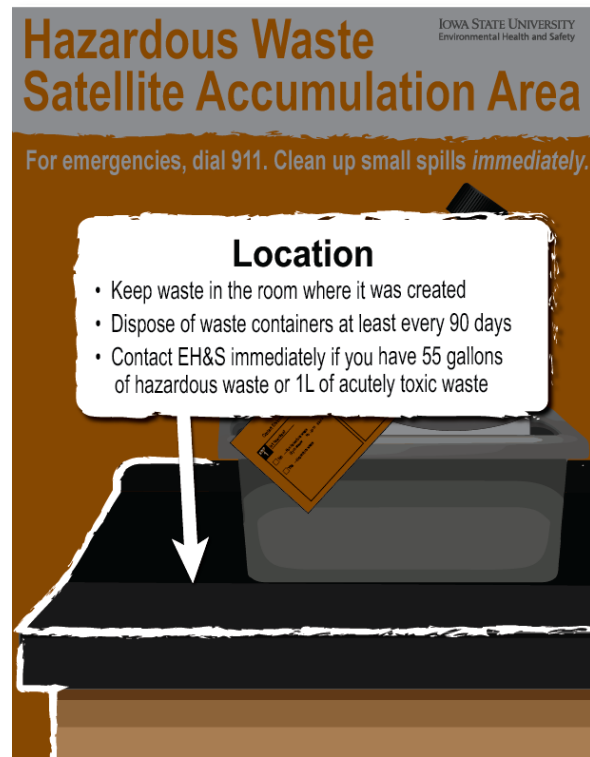 Hazardous Waste
Satellite Accumulation Area
IOWA STATE UNIVERSITY
Environmental Health and Safety
For emergencies, dial 911. Clean up small spills immediately.
Location
• Keep waste in the room where it was created
• Dispose of waste containers at least every 90 days
• Contact EH&S immediately if you have 55 gallons
of hazardous waste or 1L of acutely toxic waste